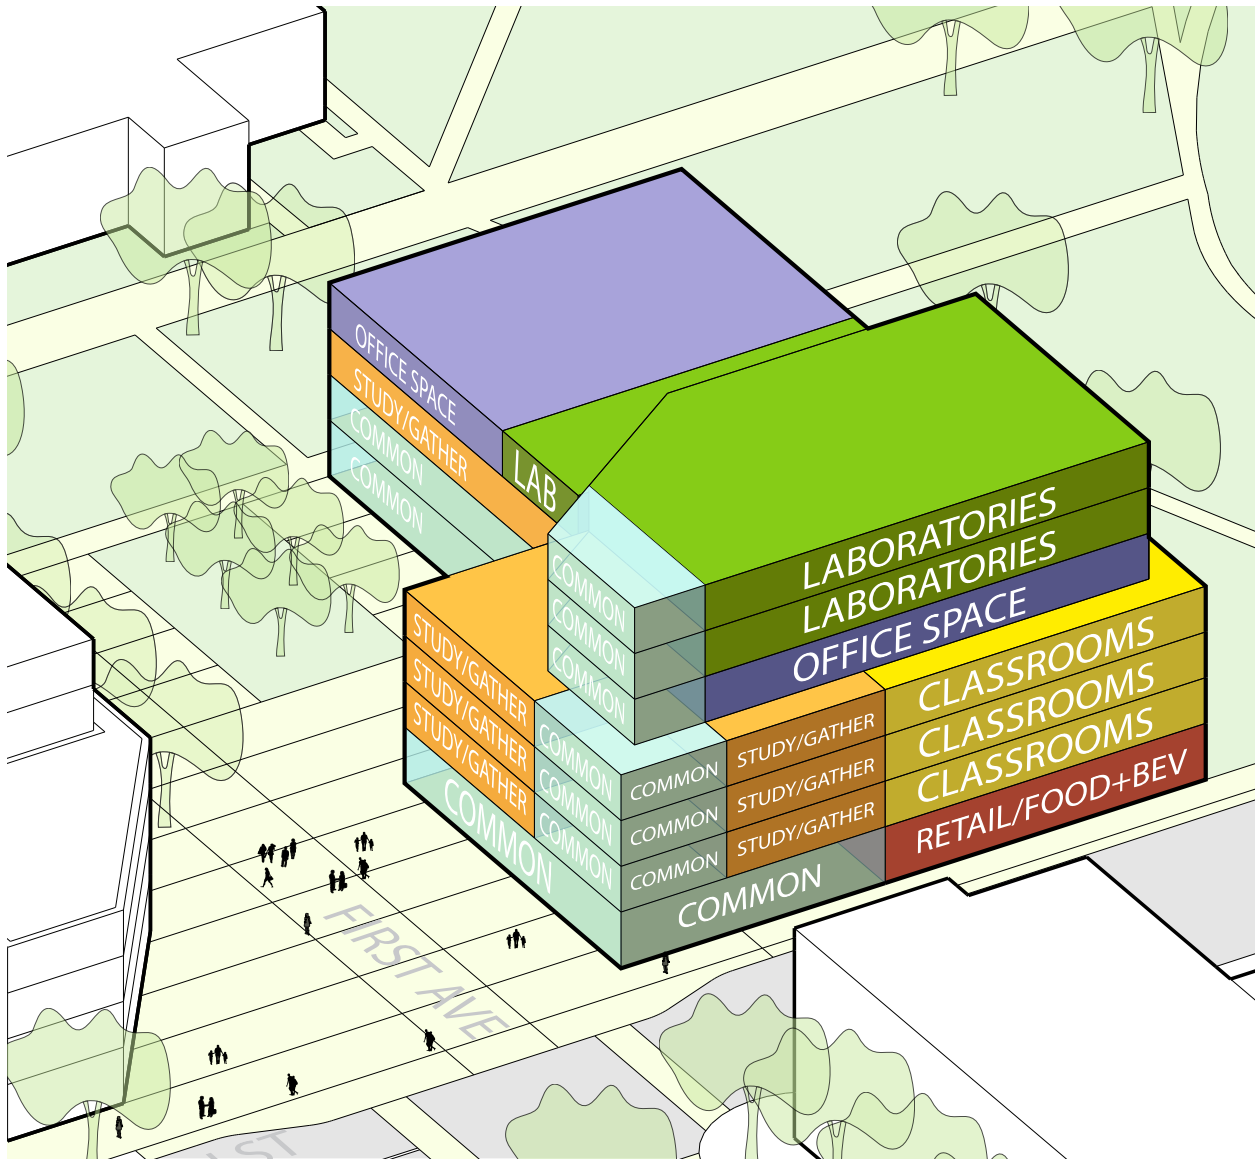 OFFICE SPACE
STUDY/GATHER
COMMON
COMMON
LAB
LABORATORIES
LABORATORIES
OFFICE SPACE
COMMON
COMMON
COMMON
STUDY/GATHER
STUDY/GATHER
STUDY/GATHER
COMMON
COMMON
COMMON
COMMON
COMMON
COMMON
COMMON
STUDY/GATHER
STUDY/GATHER
STUDY/GATHER
CLASSROOMS
CLASSROOMS
CLASSROOMS
COMMON
RETAIL/FOOD+BEV
FIRST AVE